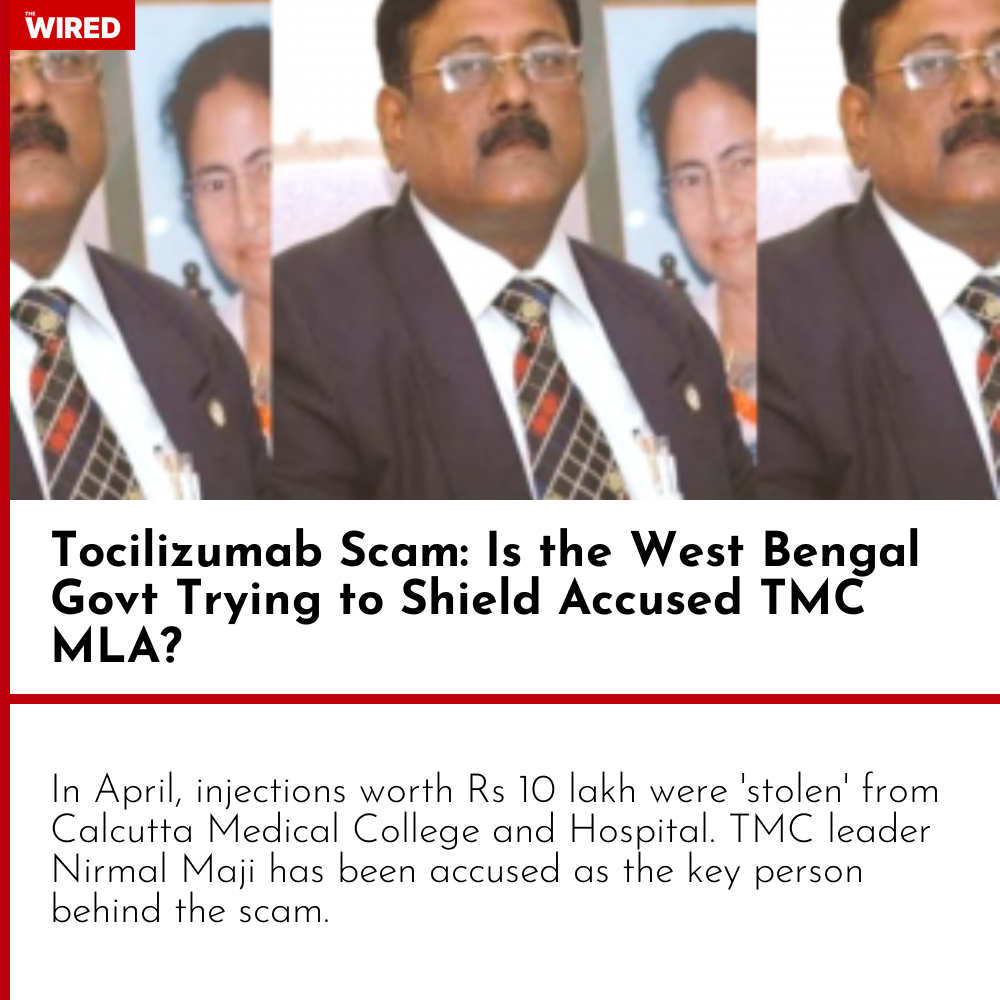 THE
WIRED
Tocilizumab Scam: Is the West Bengal
Govt Trying to Shield Accused TMC
MLA?
In April, injections worth Rs 10 lakh were 'stolen' from
Calcutta Medical College and Hospital. TMC leader
Nirmal Maji has been accused as the key person
behind the scam.